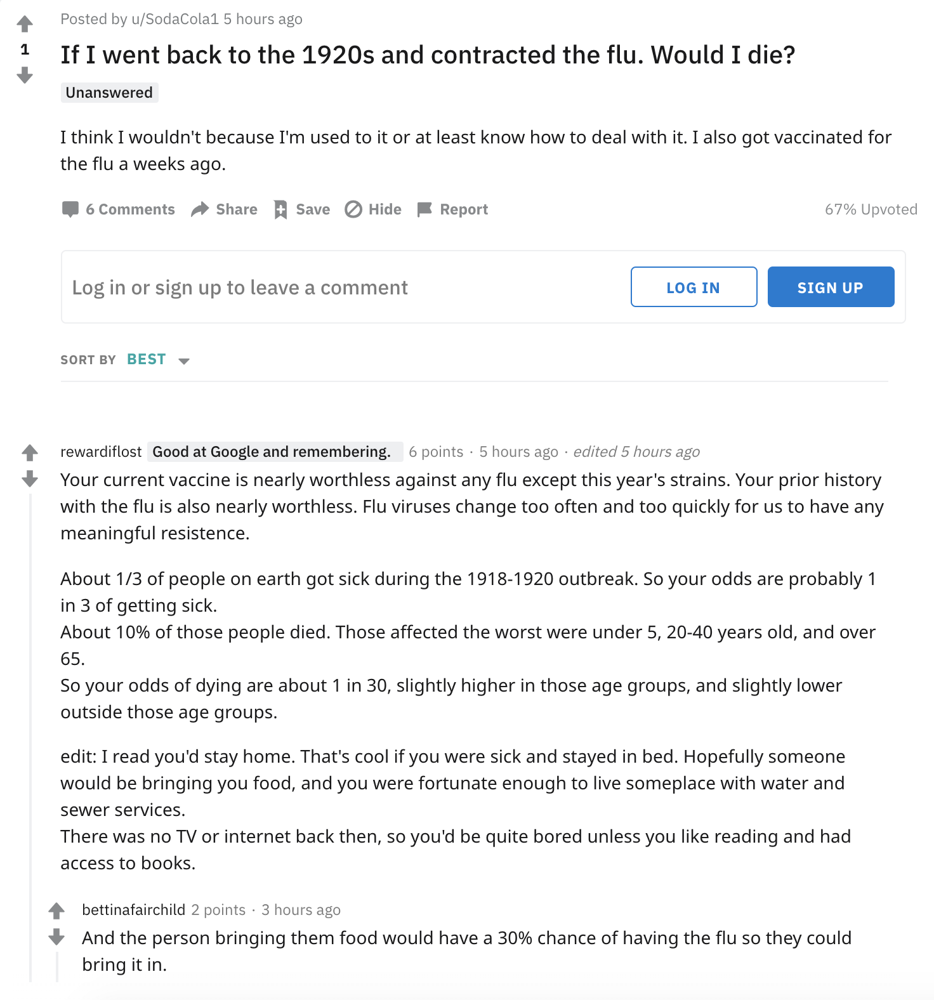 Posted by u/SodaCola1 5 hours ago
1
If I went back to the 1920s and contracted the flu. Would I die?
Unanswered
I think I wouldn't because I'm used to it or at least know how to deal with it. I also got vaccinated for
the flu a weeks ago.
6 Comments Share Save Hide Report 67% Upvoted
Log in or sign up to leave a comment LOG IN SIGN UP
SORT BY BEST
rewardiflost Good at Google and remembering. 6 points · 5 hours ago · edited 5 hours ago
Your current vaccine is nearly worthless against any flu except this year's strains. Your prior history
with the flu is also nearly worthless. Flu viruses change too often and too quickly for us to have any
meaningful resistence.
About 1/3 of people on earth got sick during the 1918-1920 outbreak. So your odds are probably 1
in 3 of getting sick.
About 10% of those people died. Those affected the worst were under 5, 20-40 years old, and over
65.
So your odds of dying are about 1 in 30, slightly higher in those age groups, and slightly lower
outside those age groups.
edit: I read you'd stay home. That's cool if you were sick and stayed in bed. Hopefully someone
would be bringing you food, and you were fortunate enough to live someplace with water and
sewer services.
There was no TV or internet back then, so you'd be quite bored unless you like reading and had
access to books.
bettinafairchild 2 points · 3 hours ago
And the person bringing them food would have a 30% chance of having the flu so they could
bring it in.